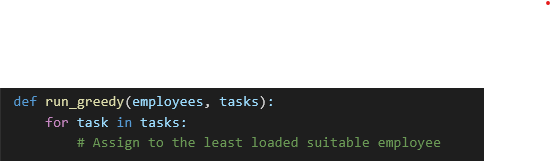 def run_greedy(employees, tasks):
    for task in tasks:
        # Assign to the least loaded suitable employee